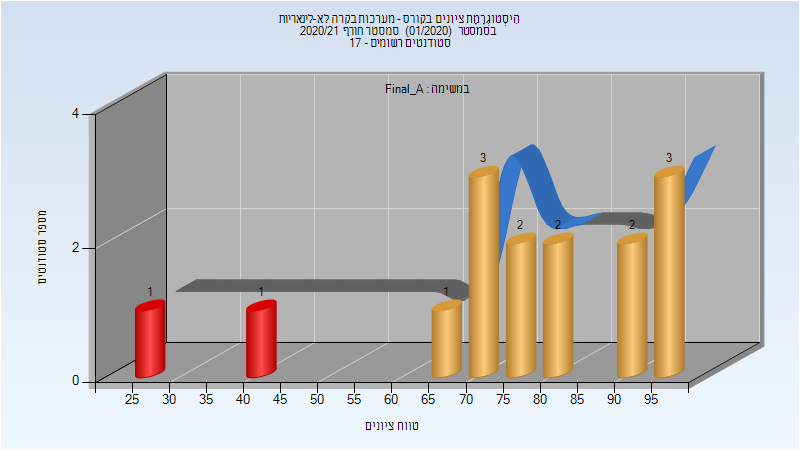 היסטוגרמת ציונים בקורס - מערכות בקרה לא-לינאריות
בסמסטר (01/2020) סמסטר חורף 2020/21
סטודנטים רשומים - 17
במשימה : Final_A
מספר סטודנטים
4
2
0
1
1
1
3
2
2
2
3
25 30 35 40 45 50 55 60 65 70 75 80 85 90 95
טווח ציונים